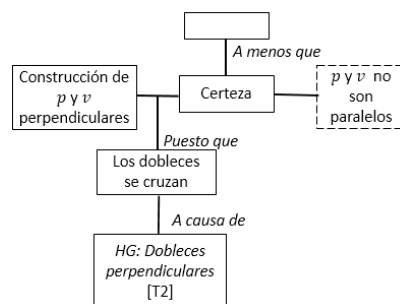 A menos que
Construcción de
p y v
perpendiculares
Certeza
p y v no
son
paralelos
Puesto que
Los dobleces
se cruzan
A causa de
HG: Dobleces
perpendiculares
[T2]